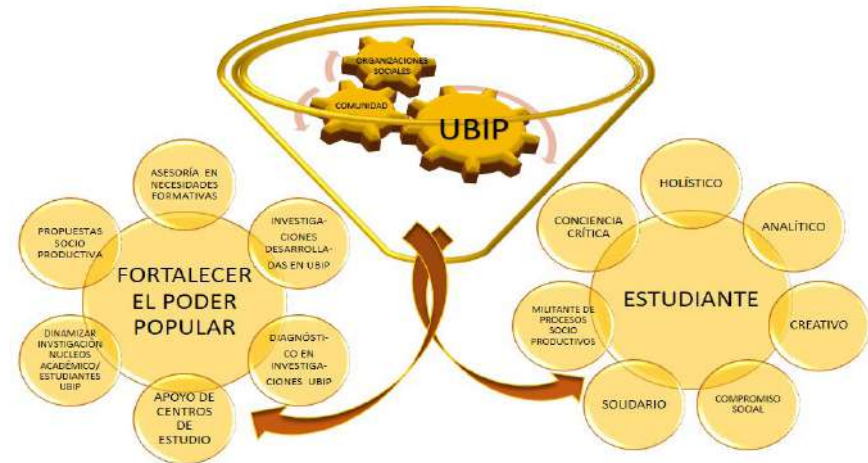 ORGANIZACIONES
SOCIALES
COMUNIDAD
UBIP
ASESORÍA EN
NECESIDADES
FORMATIVAS
PROPUESTAS
SOCIO
PRODUCTIVA
INVESTIGA-
CIONES
DESARROLLA-
DAS EN UBIP
FORTALECER
EL PODER
POPULAR
DINAMIZAR
INVSTIGACIÓN
NUCLEOS
ACADÉMICO/
ESTUDIANTES
UBIP
DIAGNÓSTI-
CO EN
INVESTIGA-
CIONES UBIP
APOYO DE
CENTROS
DE
ESTUDIO
HOLÍSTICO
CONCIENCIA
CRÍTICA
ANALÍTICO
ESTUDIANTE
MILITANTE DE
PROCESOS
SOCIO
PRODUCTIVOS
CREATIVO
SOLIDARIO
COMPROMISO
SOCIAL